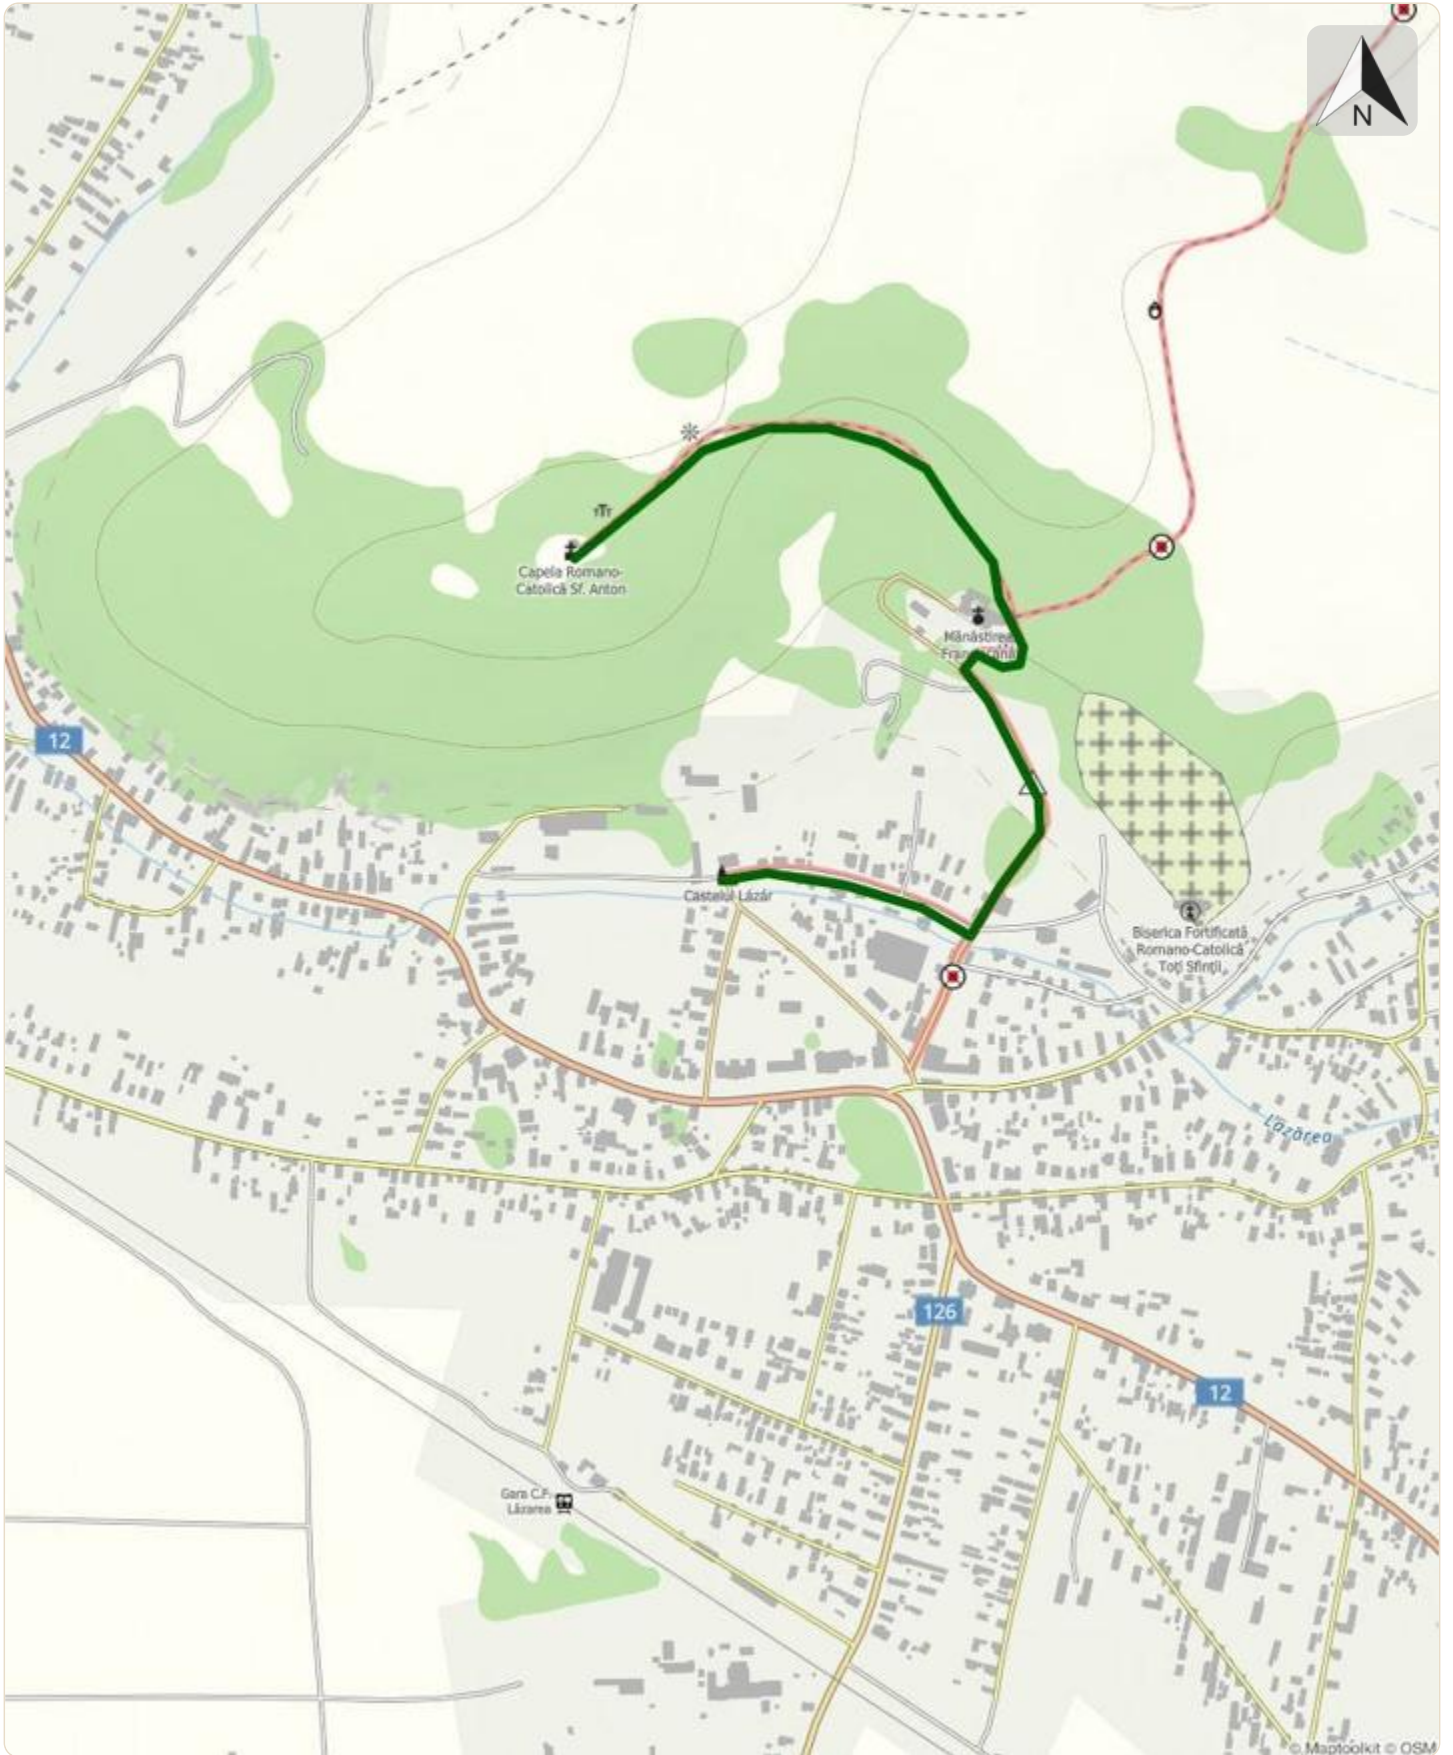 N
Capela Romano-
Catolică Sf. Anton
Mănăstirea
12
Castelul Lázár
Biserica Fortificată
Romano-Catolică
Toți Sfinții
Lăzărea
126
12
Gara C.F.
Lăzarea
© Maptoolkit © OSM